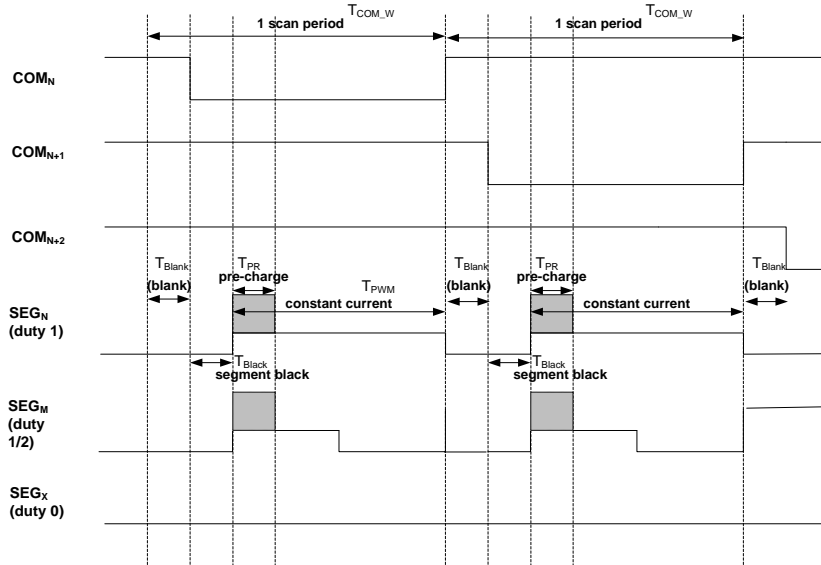 T_COM_W T_COM_W
1 scan period 1 scan period
COM_N
COM_N+1
COM_N+2
T_Blank T_PR T_Blank T_PR T_Blank
pre-charge pre-charge
(blank) T_PWM (blank) (blank)
SEG_N constant current constant current
(duty 1)
T_Black T_Black
segment black segment black
SEG_M
(duty
1/2)
SEG_X
(duty 0)